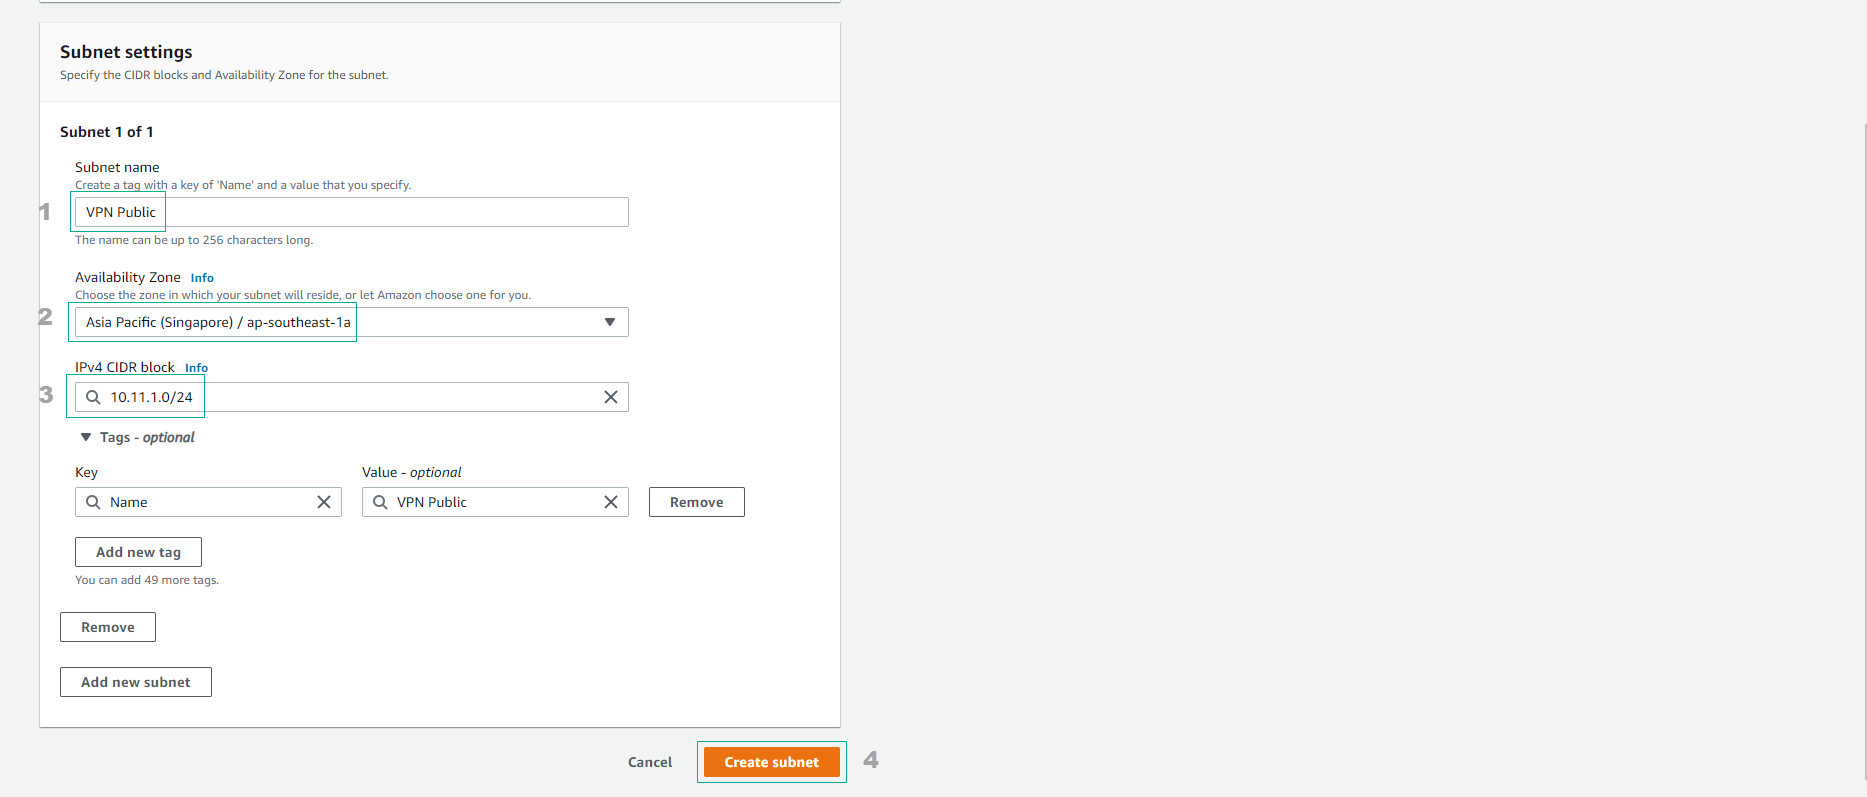 Subnet settings
Specify the CIDR blocks and Availability Zone for the subnet.
Subnet 1 of 1
Subnet name
Create a tag with a key of 'Name' and a value that you specify.
1 VPN Public
The name can be up to 256 characters long.
Availability Zone Info
Choose the zone in which your subnet will reside, or let Amazon choose one for you.
2 Asia Pacific (Singapore) / ap-southeast-1a
IPv4 CIDR block Info
3 10.11.1.0/24
Tags - optional
Key Value - optional
Name VPN Public Remove
Add new tag
You can add 49 more tags.
Remove
Add new subnet
Cancel Create subnet 4